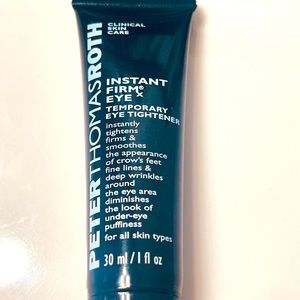 PETERTHOMASROTH
CLINICAL
SKIN
CARE
INSTANT
FIRMx®
EYE
TEMPORARY
EYE TIGHTENER
instantly
tightens
firms &
smoothes
the appearance
of crow's feet
fine lines &
deep wrinkles
around
the eye area
diminishes
the look of
under-eye
puffiness
for all skin types
30 ml/1 fl oz